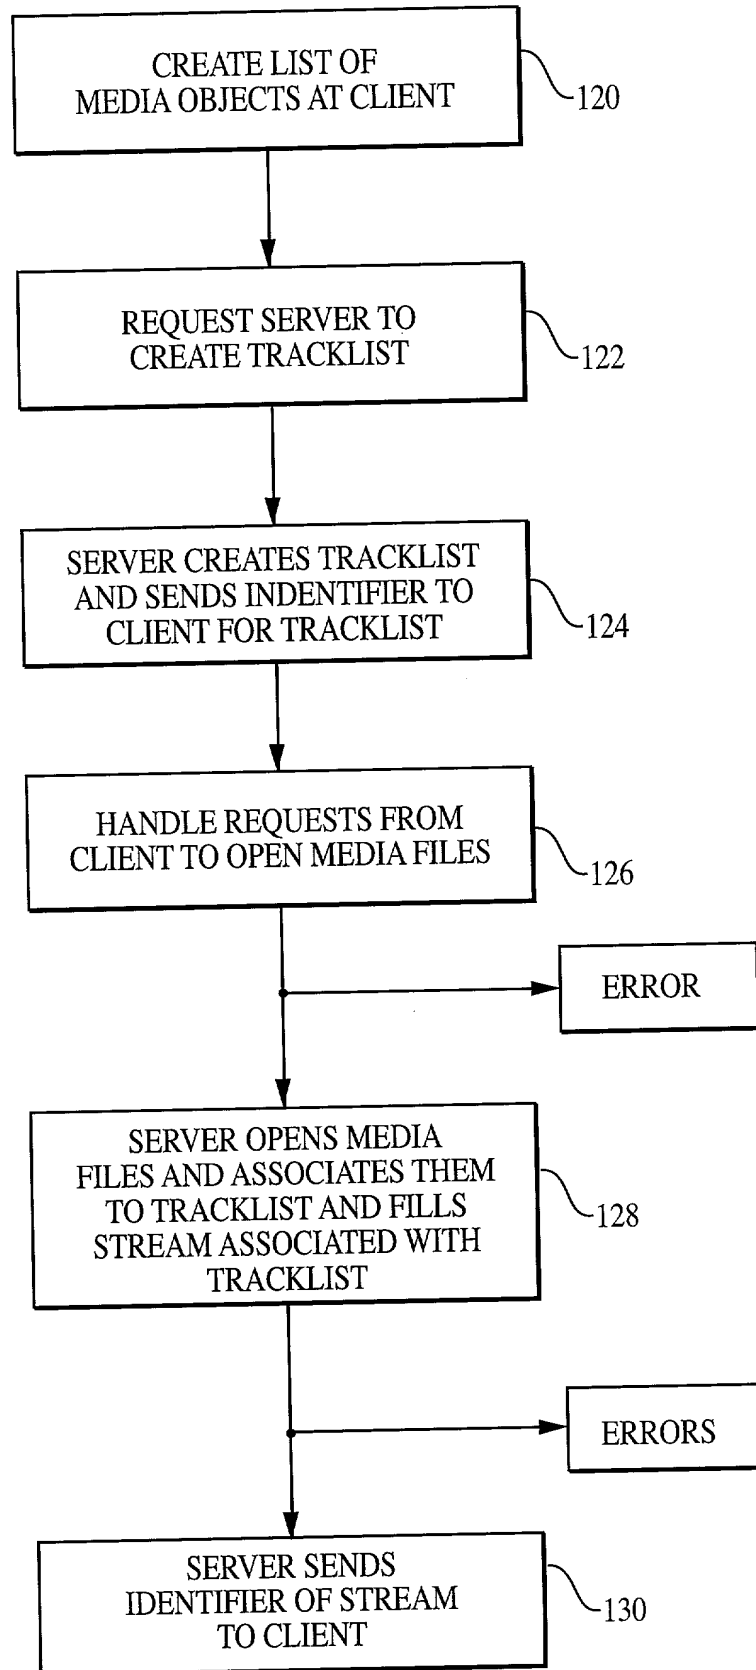 CREATE LIST OF
MEDIA OBJECTS AT CLIENT
120
REQUEST SERVER TO
CREATE TRACKLIST
122
SERVER CREATES TRACKLIST
AND SENDS INDENTIFIER TO
CLIENT FOR TRACKLIST
124
HANDLE REQUESTS FROM
CLIENT TO OPEN MEDIA FILES
126
ERROR
SERVER OPENS MEDIA
FILES AND ASSOCIATES THEM
TO TRACKLIST AND FILLS
STREAM ASSOCIATED WITH
TRACKLIST
128
ERRORS
SERVER SENDS
IDENTIFIER OF STREAM
TO CLIENT
130